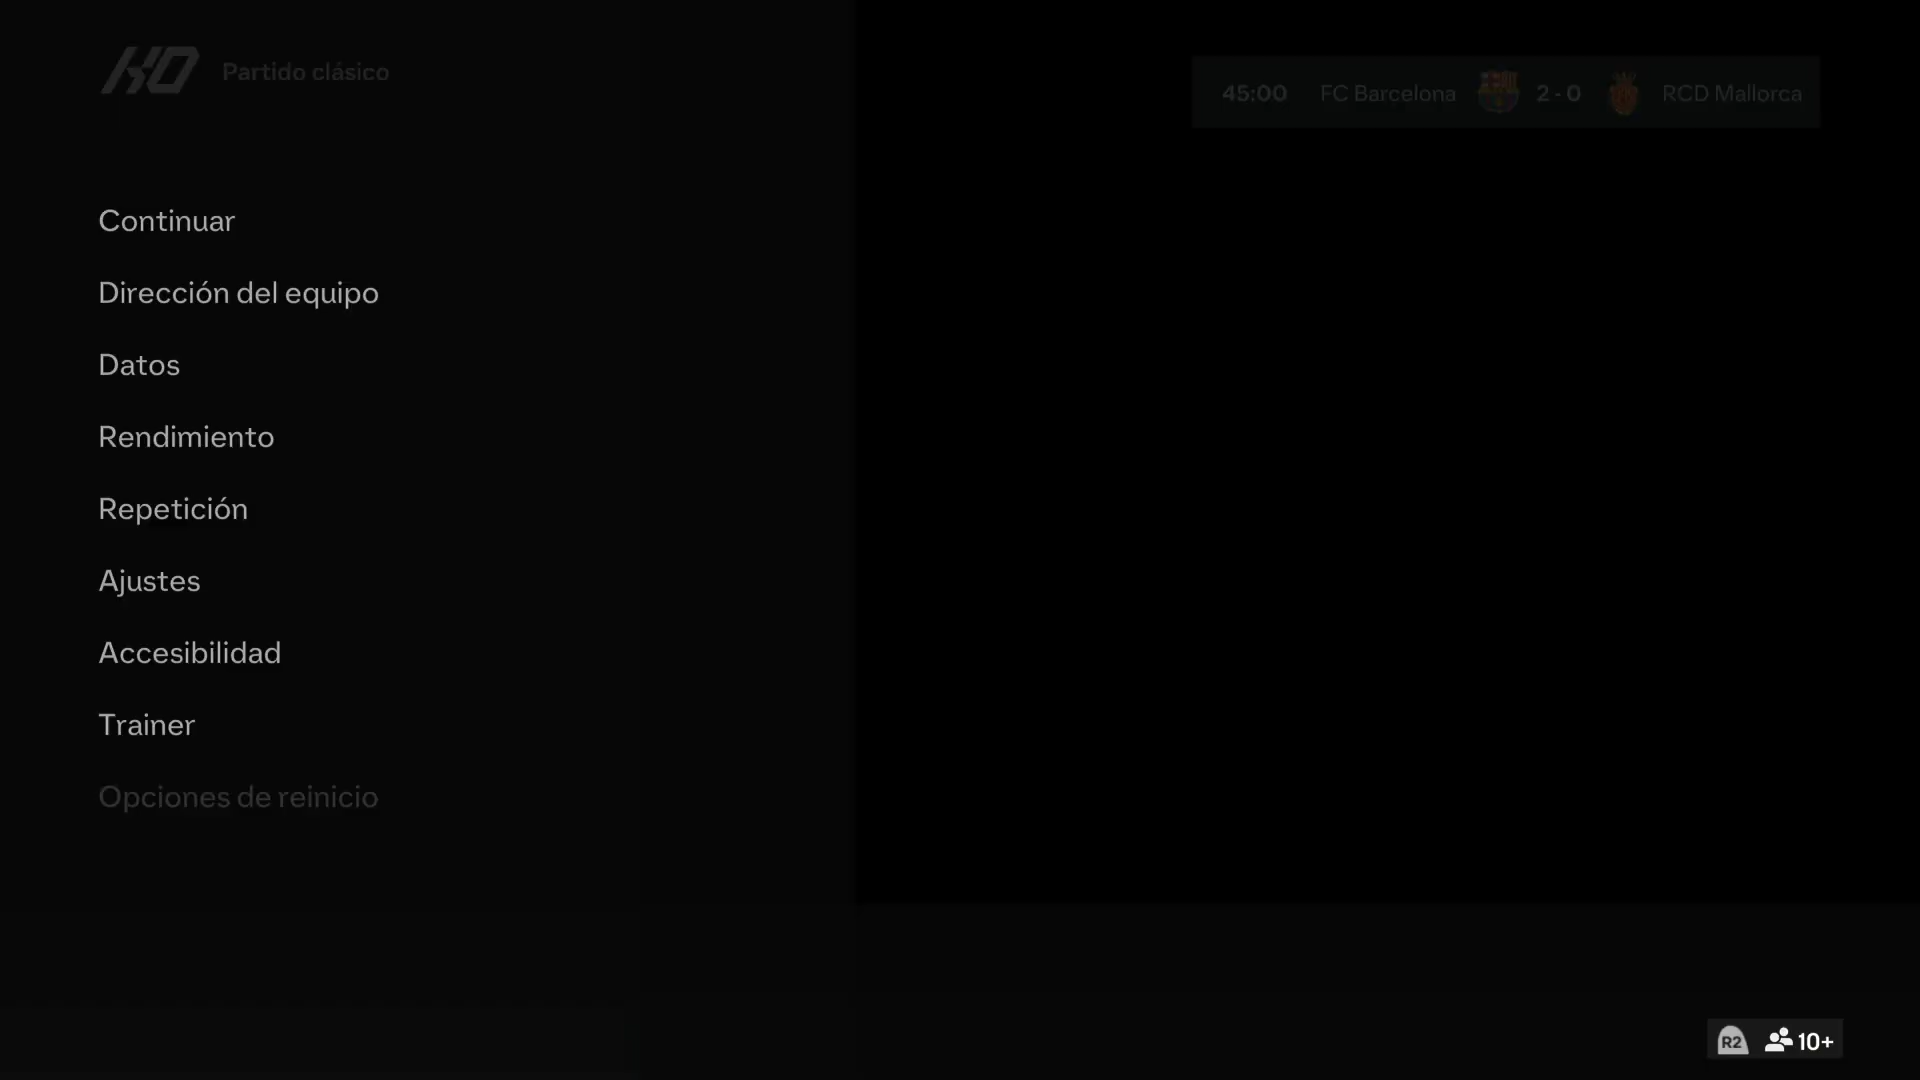 KO Partido clásico
45:00 FC Barcelona 2 - 0 RCD Mallorca
Continuar
Dirección del equipo
Datos
Rendimiento
Repetición
Ajustes
Accesibilidad
Trainer
Opciones de reinicio
R2 10+